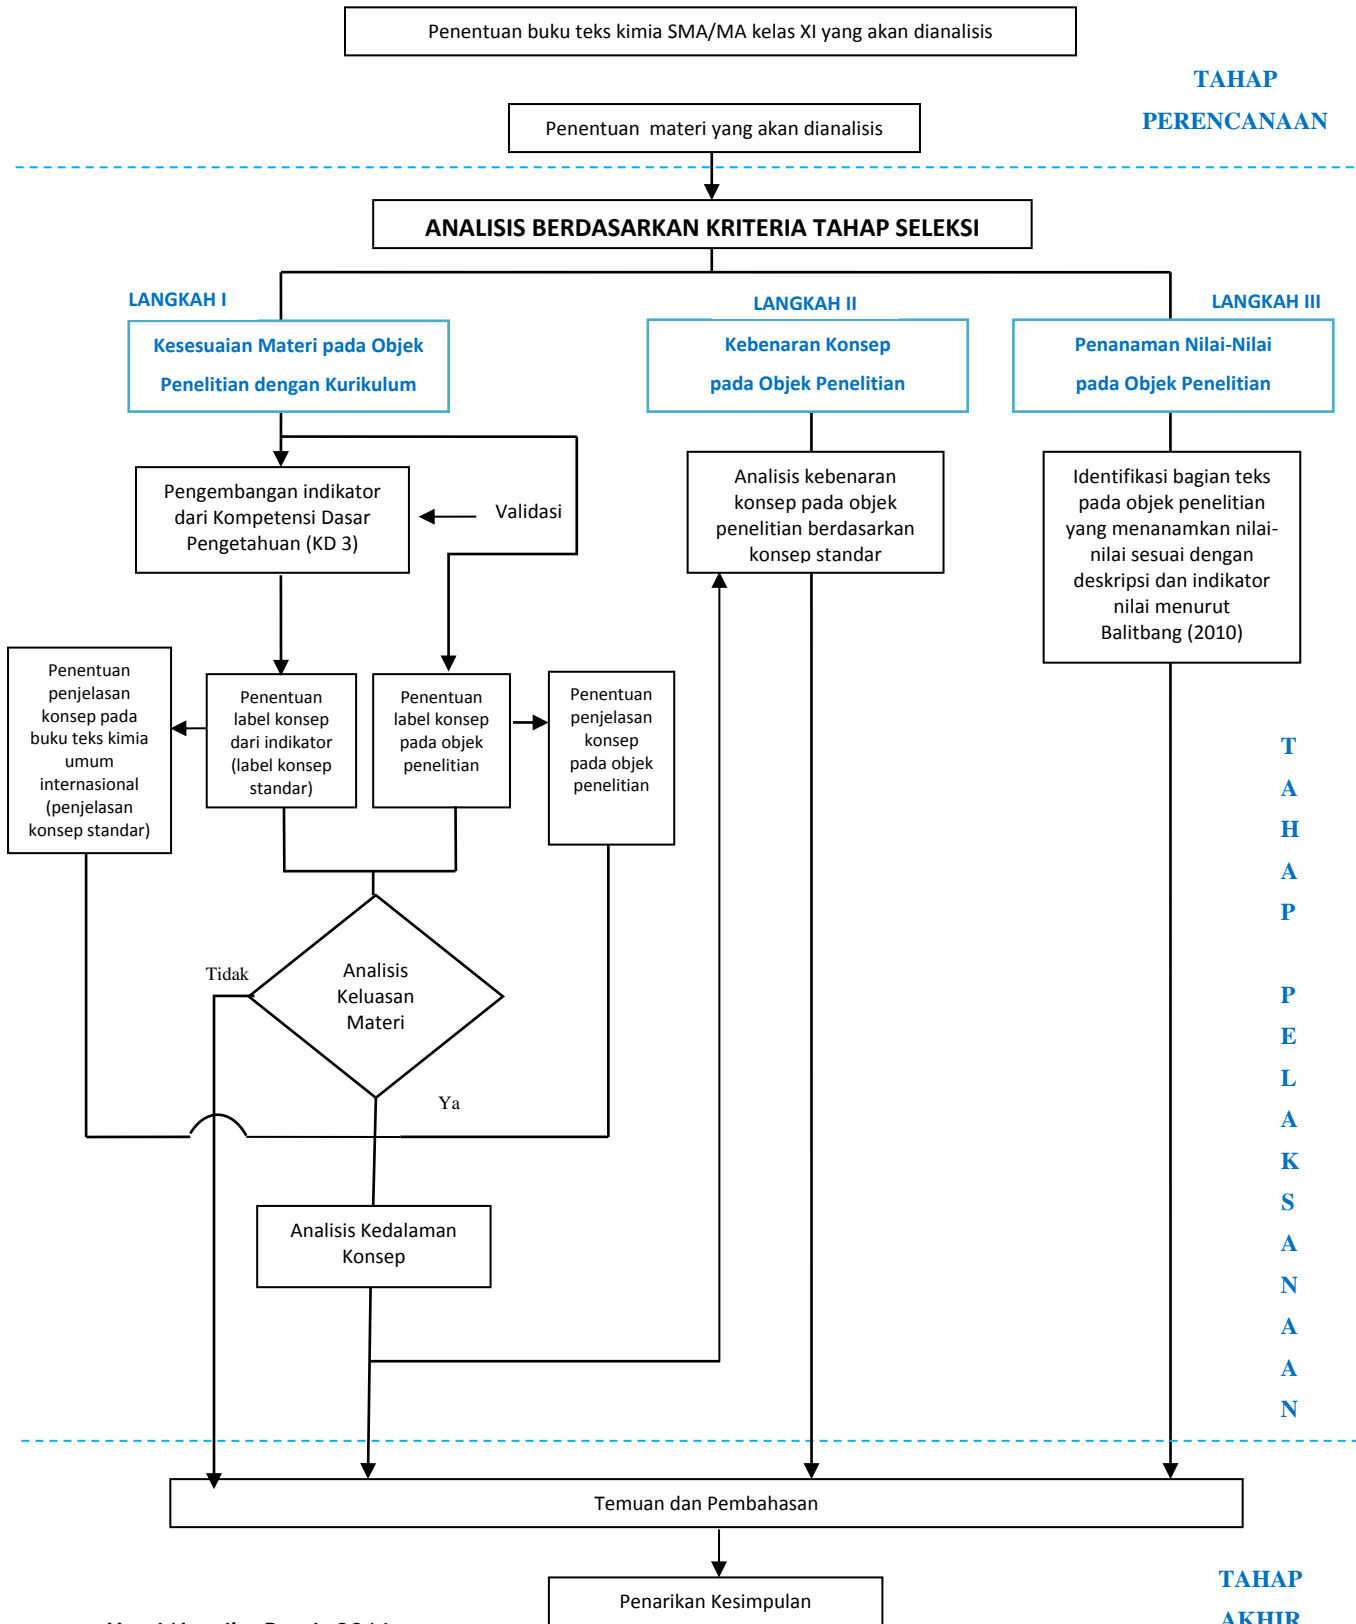 Penentuan buku teks kimia SMA/MA kelas XI yang akan dianalisis
TAHAP
PERENCANAAN
Penentuan materi yang akan dianalisis
ANALISIS BERDASARKAN KRITERIA TAHAP SELEKSI
LANGKAH I
LANGKAH II
LANGKAH III
Kesesuaian Materi pada Objek
Penelitian dengan Kurikulum
Kebenaran Konsep
pada Objek Penelitian
Penanaman Nilai-Nilai
pada Objek Penelitian
Pengembangan indikator
dari Kompetensi Dasar
Pengetahuan (KD 3)
Validasi
Analisis kebenaran
konsep pada objek
penelitian berdasarkan
konsep standar
Identifikasi bagian teks
pada objek penelitian
yang menanamkan nilai-
nilai sesuai dengan
deskripsi dan indikator
nilai menurut
Balitbang (2010)
Penentuan
penjelasan
konsep pada
buku teks kimia
umum
internasional
(penjelasan
konsep standar)
Penentuan
label konsep
dari indikator
(label konsep
standar)
Penentuan
label konsep
pada objek
penelitian
Penentuan
penjelasan
konsep
pada objek
penelitian
T
A
H
A
P
P
E
L
A
K
S
A
N
A
A
N
Tidak
Analisis
Keluasan
Materi
Ya
Analisis Kedalaman
Konsep
Temuan dan Pembahasan
Penarikan Kesimpulan
TAHAP
AKHIR